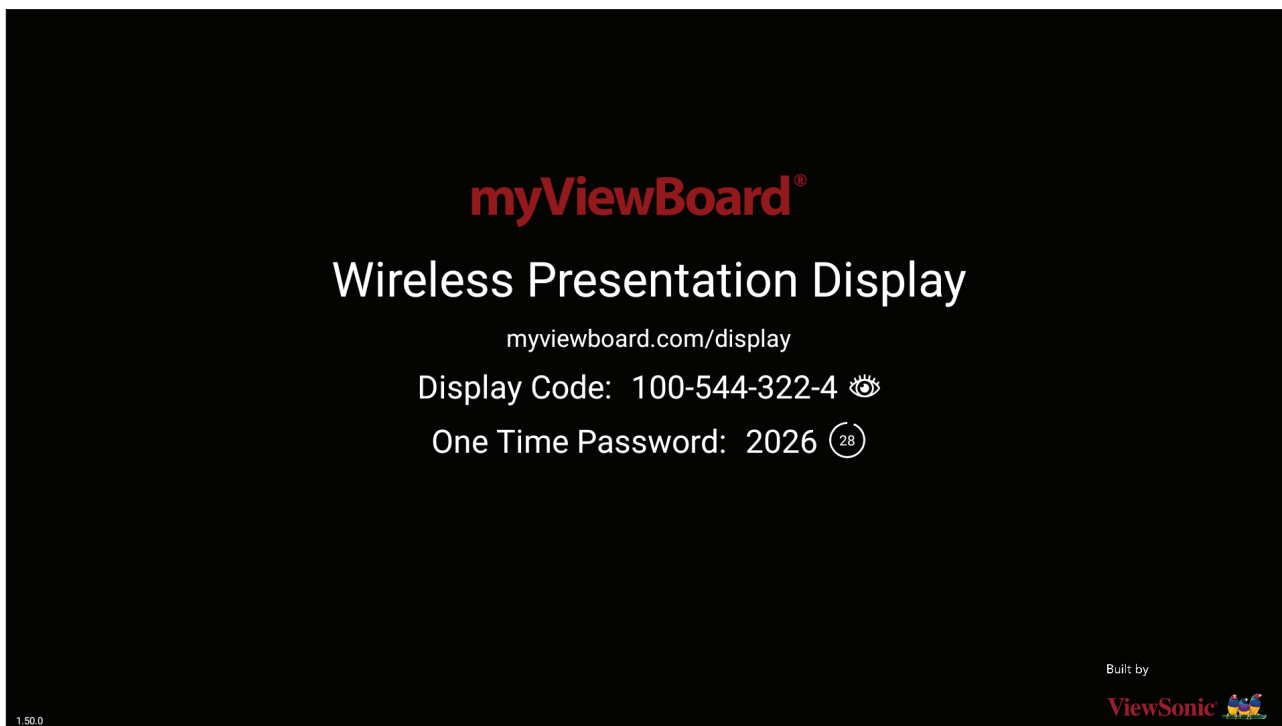 myViewBoard®
Wireless Presentation Display
myviewboard.com/display
Display Code: 100-544-322-4
One Time Password: 2026 28
Built by
ViewSonic
1.50.0